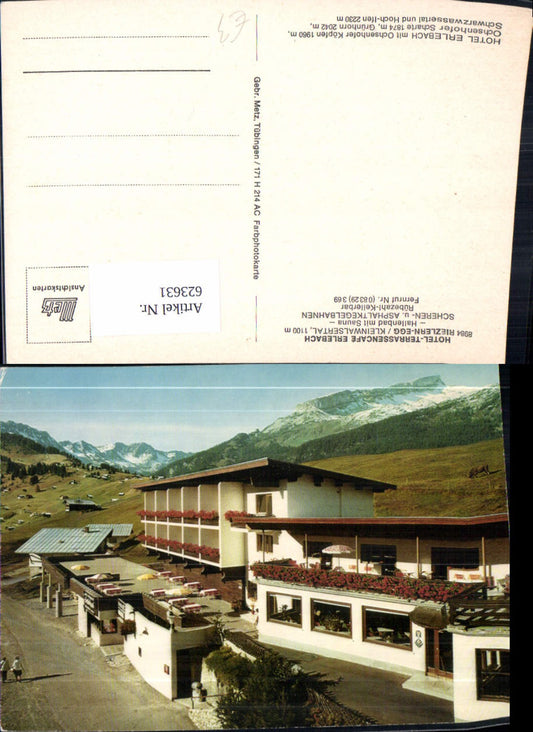 HOTEL-TERRASSENCAFE ERLEBACH
8984 RIEZLERN-EGG / KLEINWALSERTAL, 1100 m
– Hallenbad mit Sauna –
SCHEREN- u. ASPHALTKEGELBAHNEN
Rübezahl-Kellerbar
Fernruf Nr. (08329) 369
HOTEL ERLEBACH mit Ochsenhofer Köpfen 1960 m,
Ochsenhofer Scharte 1874 m, Grünhorn 2042 m,
Schwarzwassertal und Hoch-Ifen 2230 m
Gebr. Metz, Tübingen / 171 H 214 AC Farbphotokarte
Metz
Ansichtskarten
Artikel Nr.
623631